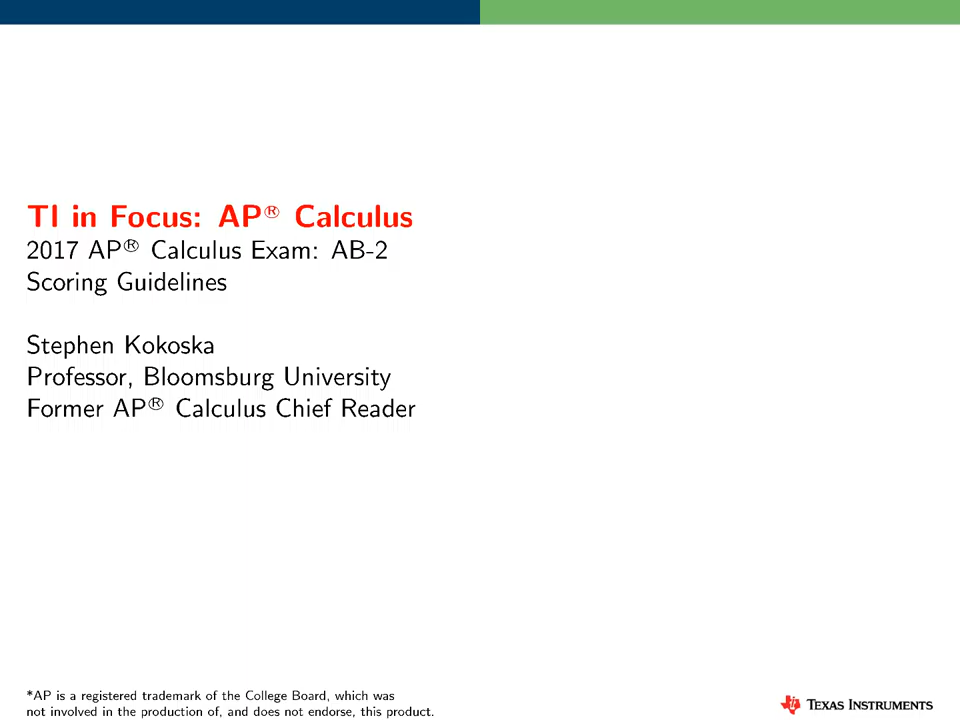 TI in Focus: AP® Calculus
2017 AP® Calculus Exam: AB-2
Scoring Guidelines
Stephen Kokoska
Professor, Bloomsburg University
Former AP® Calculus Chief Reader
*AP is a registered trademark of the College Board, which was
not involved in the production of, and does not endorse, this product.
TEXAS INSTRUMENTS